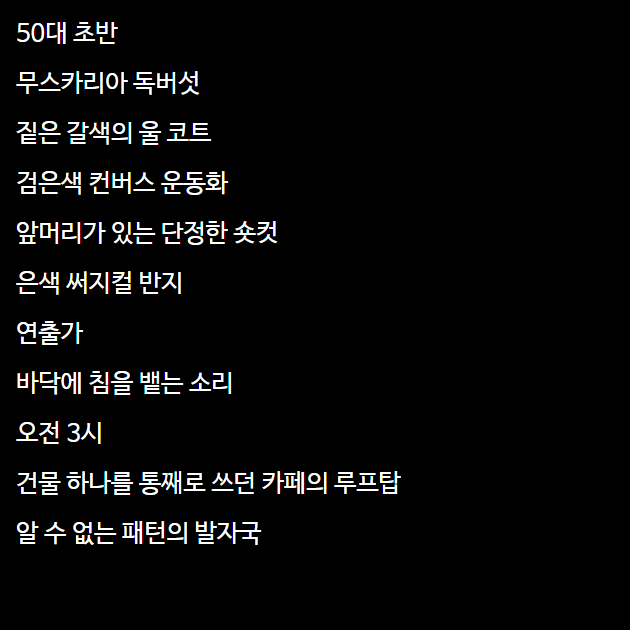 50대 초반
무스카리아 독버섯
짙은 갈색의 울 코트
검은색 컨버스 운동화
앞머리가 있는 단정한 숏컷
은색 써지컬 반지
연출가
바닥에 침을 뱉는 소리
오전 3시
건물 하나를 통째로 쓰던 카페의 루프탑
알 수 없는 패턴의 발자국